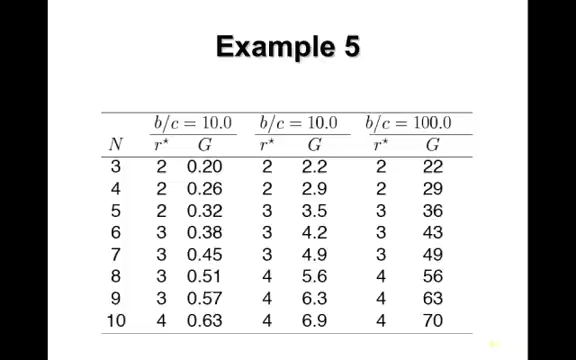 Example 5
b/c = 10.0 b/c = 10.0 b/c = 100.0
N r* G r* G r* G
3 2 0.20 2 2.2 2 22
4 2 0.26 2 2.9 2 29
5 2 0.32 3 3.5 3 36
6 3 0.38 3 4.2 3 43
7 3 0.45 3 4.9 3 49
8 3 0.51 4 5.6 4 56
9 3 0.57 4 6.3 4 63
10 4 0.63 4 6.9 4 70